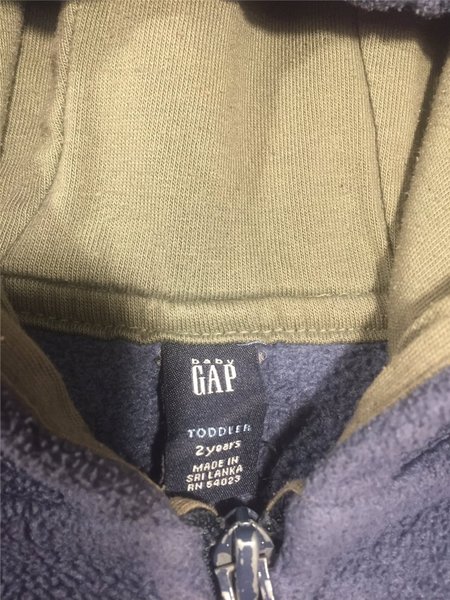 baby
GAP
TODDLER
2 years
MADE IN
SRI LANKA
RN 54023